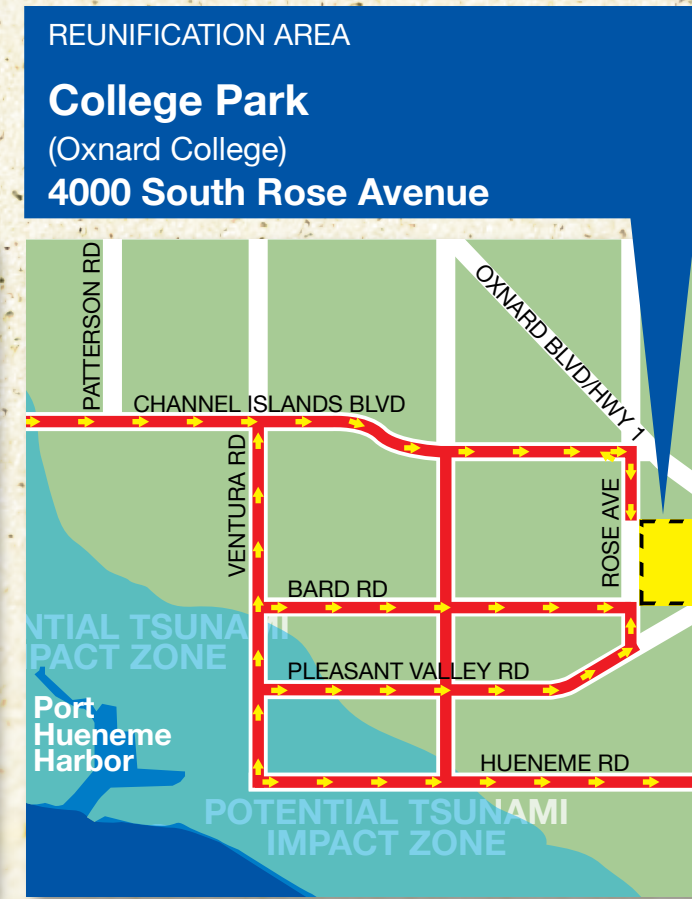 REUNIFICATION AREA
College Park
(Oxnard College)
4000 South Rose Avenue
PATTERSON RD
OXNARD BLVD/HWY 1
CHANNEL ISLANDS BLVD
VENTURA RD
ROSE AVE
BARD RD
NTIAL TSUNAMI
PACT ZONE
PLEASANT VALLEY RD
Port
Hueneme
Harbor
HUENEME RD
POTENTIAL TSUNAMI
IMPACT ZONE